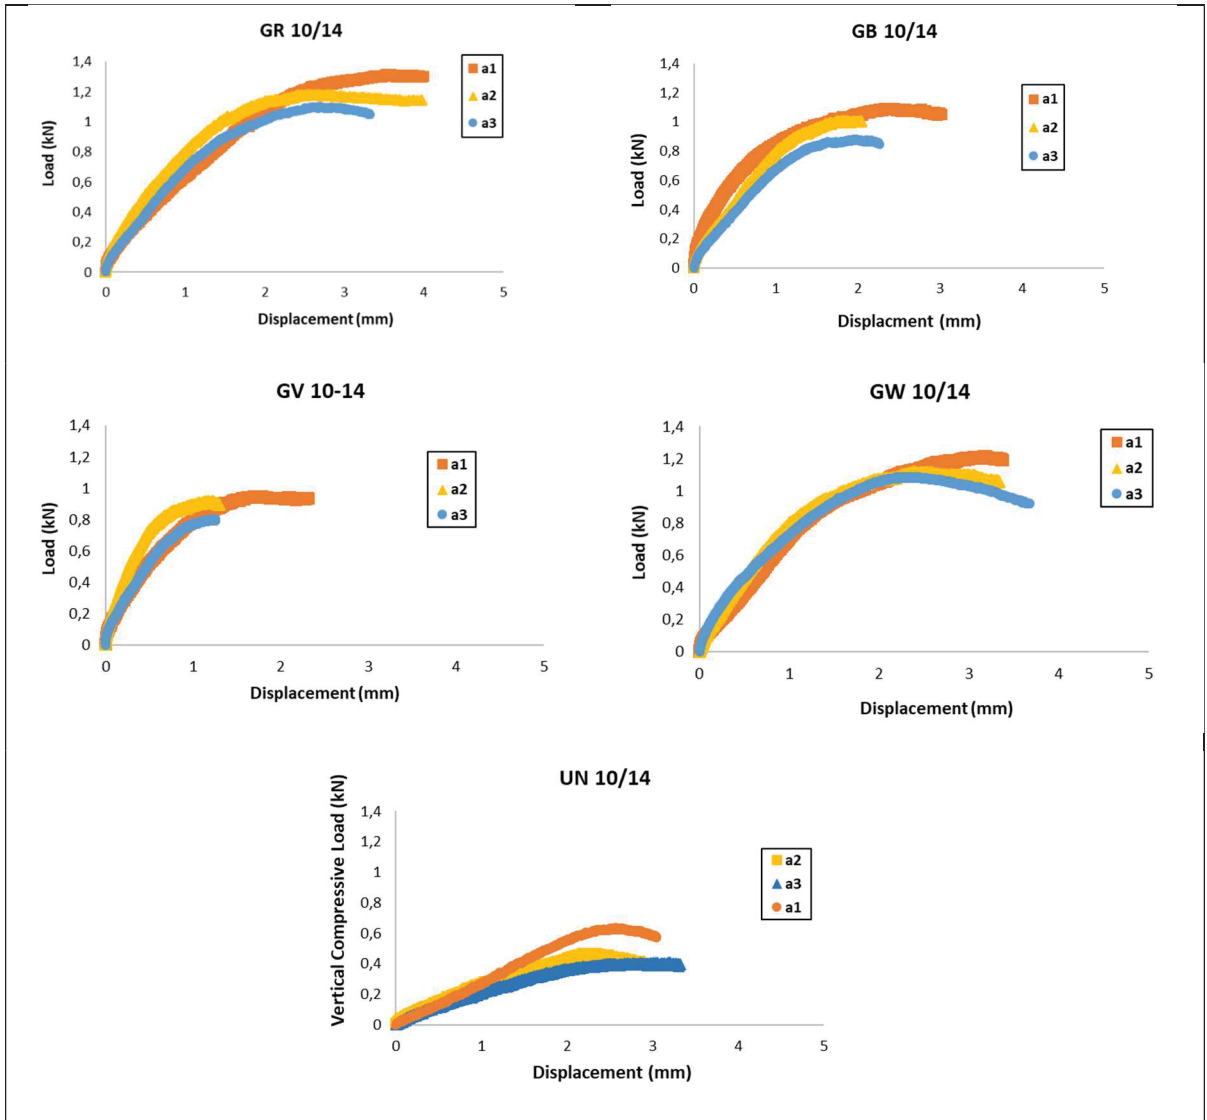 GR 10/14
1,4
1,2
1
0,8
0,6
0,4
0,2
0
Load (kN)
0 1 2 3 4 5
Displacement (mm)
a1
a2
a3
GB 10/14
1,4
1,2
1
0,8
0,6
0,4
0,2
0
Load (kN)
0 1 2 3 4 5
Displacment (mm)
a1
a2
a3
GV 10-14
1,4
1,2
1
0,8
0,6
0,4
0,2
0
Load (kN)
0 1 2 3 4 5
Displacement (mm)
a1
a2
a3
GW 10/14
1,4
1,2
1
0,8
0,6
0,4
0,2
0
Load (kN)
0 1 2 3 4 5
Displacement (mm)
a1
a2
a3
UN 10/14
1,4
1,2
1
0,8
0,6
0,4
0,2
0
Vertical Compressive Load (kN)
0 1 2 3 4 5
Displacement (mm)
a2
a3
a1